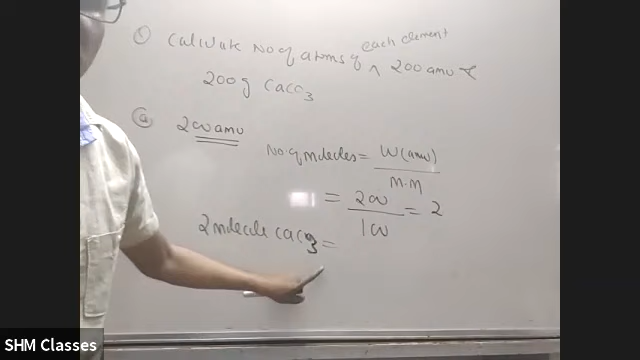 ① Calculate No of atoms of each element 200 amu &
200 g CaCO3
ⓐ 200 amu
No of molecules = W(amu) / M.M
= 200 / 100 = 2
2 molecule CaCO3 =
SHM Classes